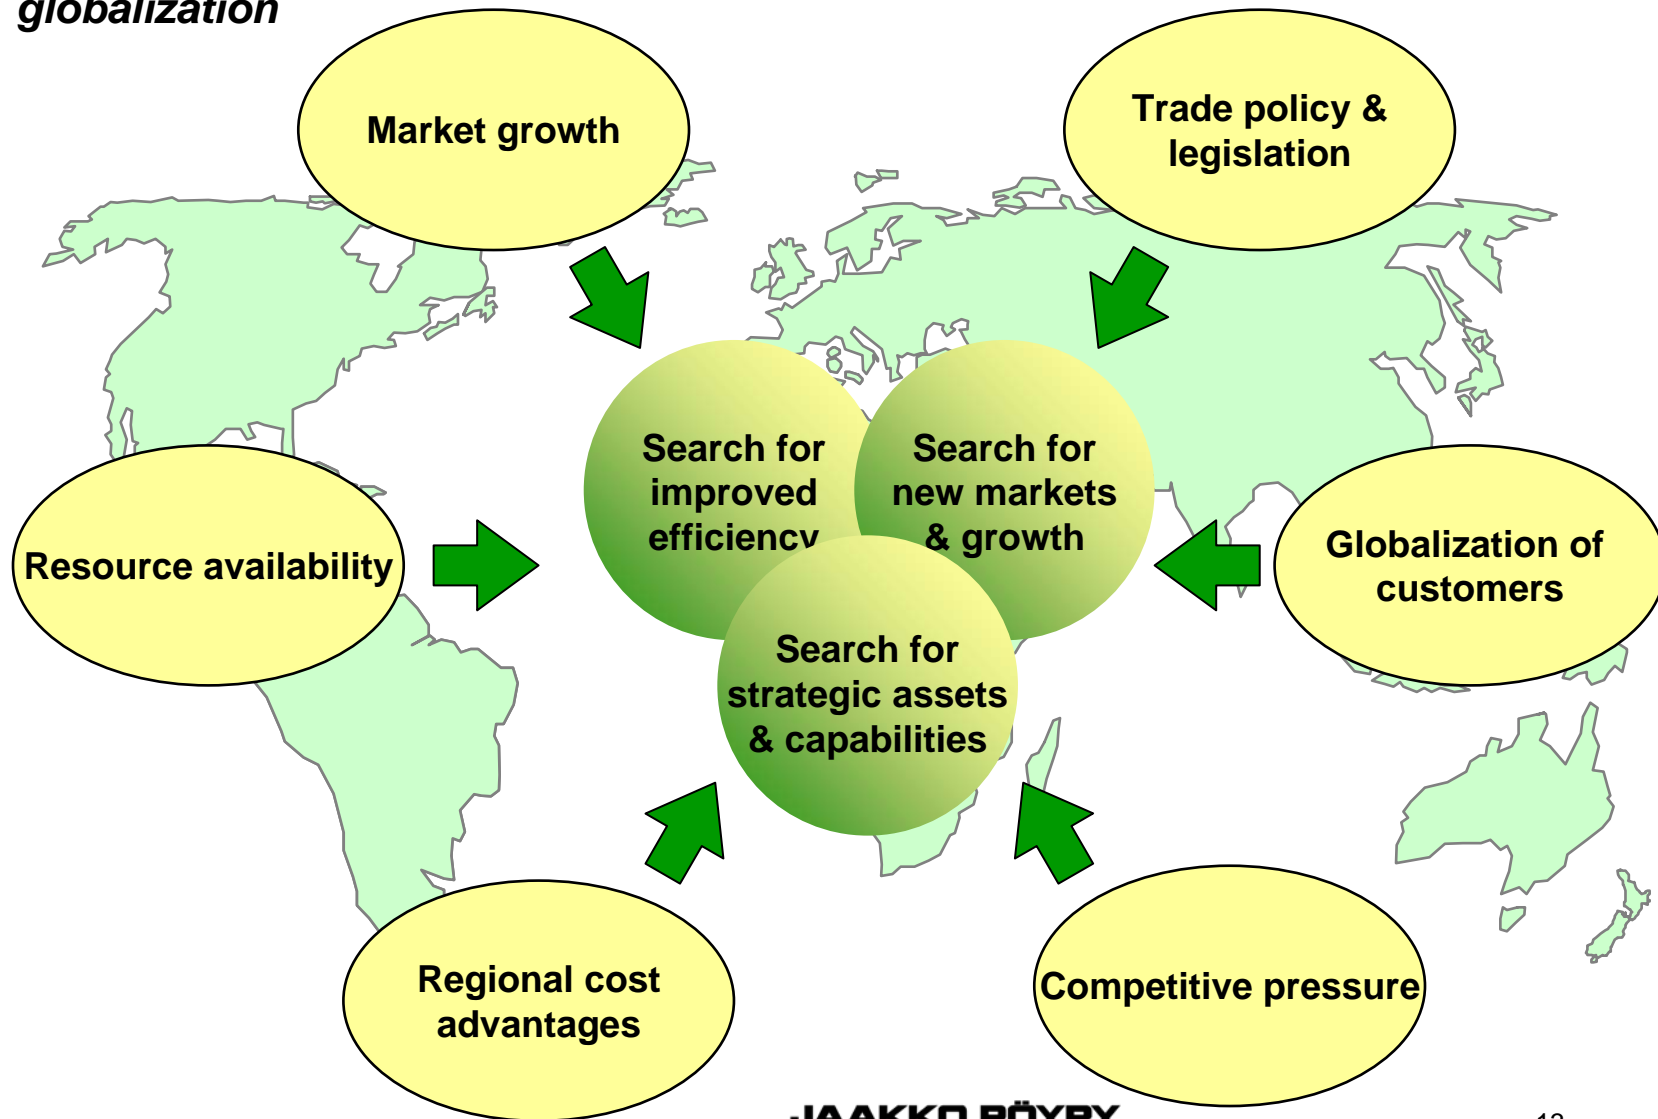 globalization
Market growth
Trade policy &
legislation
Search for
improved
efficiency
Search for
new markets
& growth
Resource availability
Globalization of
customers
Search for
strategic assets
& capabilities
Regional cost
advantages
Competitive pressure
JAAKKO PÖYRY